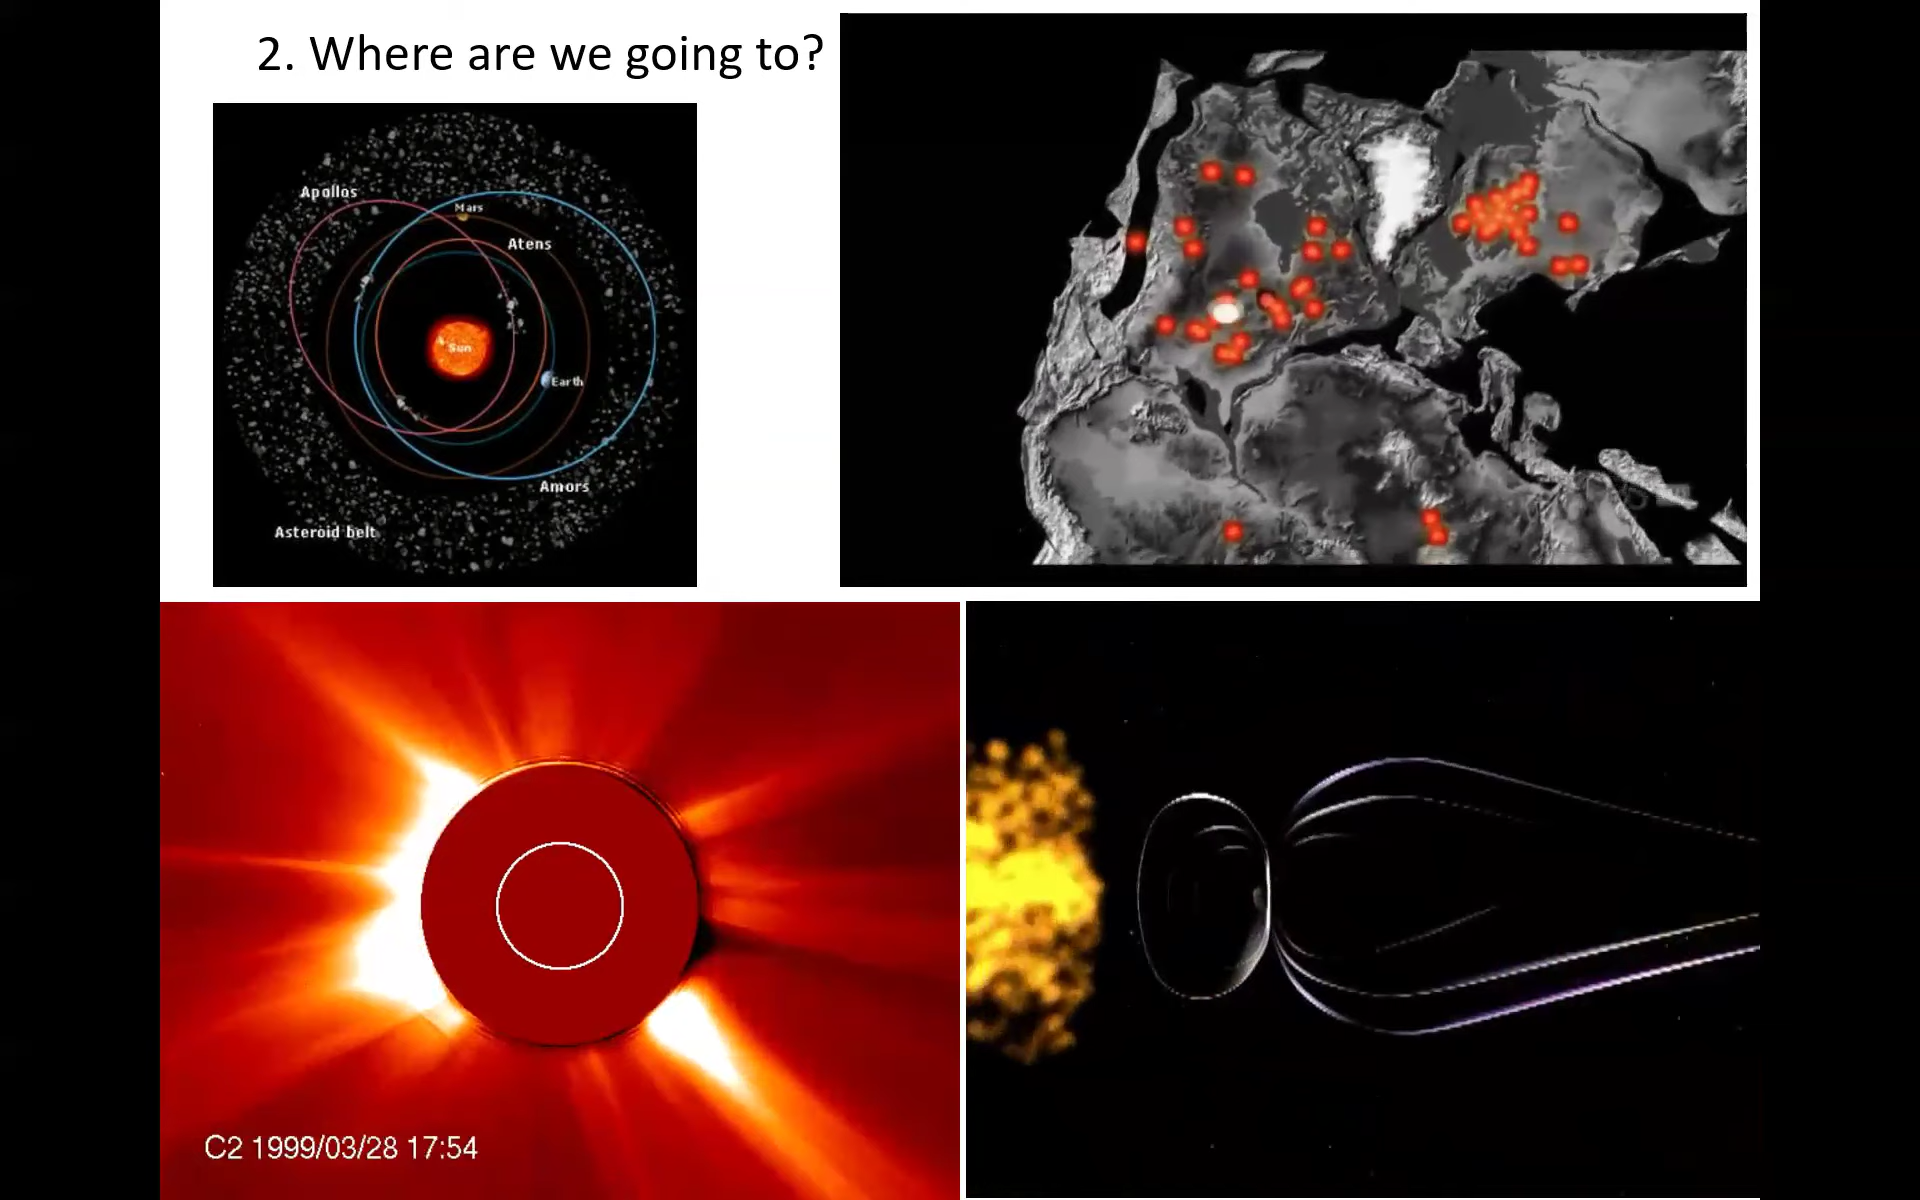 2. Where are we going to?
Apollos
Mars
Atens
Sun
Earth
Amors
Asteroid belt
C2 1999/03/28 17:54